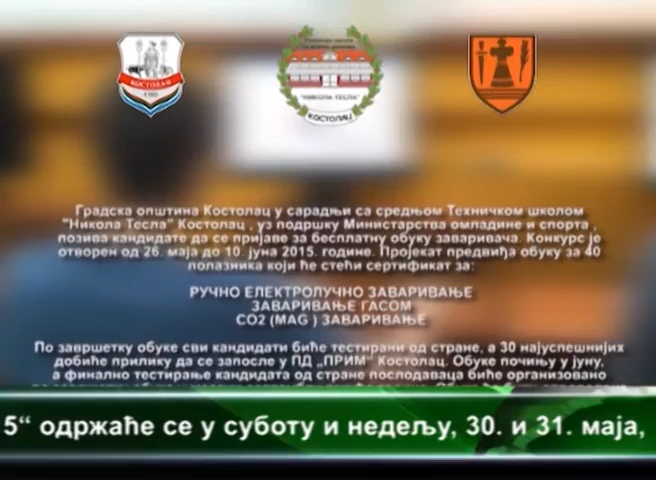 КОСТОЛАЦ
"НИКОЛА ТЕСЛА"
КОСТОЛАЦ
Градска општина Костолац у сарадњи са средњом Техничком школом
"Никола Тесла" Костолац , уз подршку Министарства омладине и спорта ,
позива кандидате да се пријаве за бесплатну обуку заваривача. Конкурс је
отворен од 26. маја до 10. јуна 2015. године. Пројекат предвиђа обуку за 40
полазника који ће стећи сертификат за:
РУЧНО ЕЛЕКТРОЛУЧНО ЗАВАРИВАЊЕ
ЗАВАРИВАЊЕ ГАСОМ
CO2 (MAG ) ЗАВАРИВАЊЕ
По завршетку обуке сви кандидати биће тестирани од стране, а 30 најуспешнијих
добиће прилику да се запосле у ПД „ПРИМ“ Костолац. Обуке почињу у јуну,
а финално тестирање кандидата од стране послодаваца биће организовано
5“ одржаће се у суботу и недељу, 30. и 31. маја,